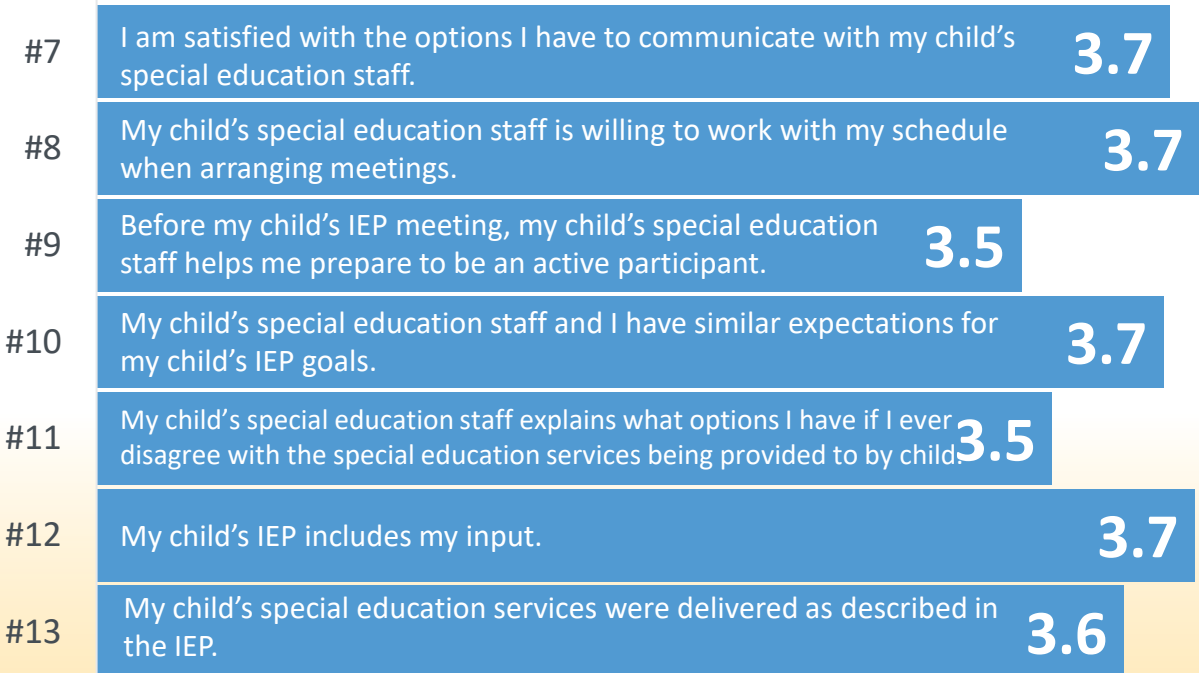 #7
I am satisfied with the options I have to communicate with my child’s
special education staff.
3.7
#8
My child’s special education staff is willing to work with my schedule
when arranging meetings.
3.7
#9
Before my child’s IEP meeting, my child’s special education
staff helps me prepare to be an active participant.
3.5
#10
My child’s special education staff and I have similar expectations for
my child’s IEP goals.
3.7
#11
My child’s special education staff explains what options I have if I ever
disagree with the special education services being provided to by child.
3.5
#12
My child’s IEP includes my input.
3.7
#13
My child’s special education services were delivered as described in
the IEP.
3.6